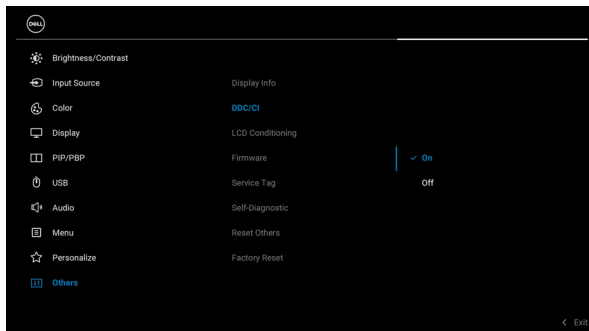 DELL
Brightness/Contrast
Input Source
Color
Display
PIP/PBP
USB
Audio
Menu
Personalize
Others
Display Info
DDC/CI
LCD Conditioning
Firmware
Service Tag
Self-Diagnostic
Reset Others
Factory Reset
On
Off
Exit